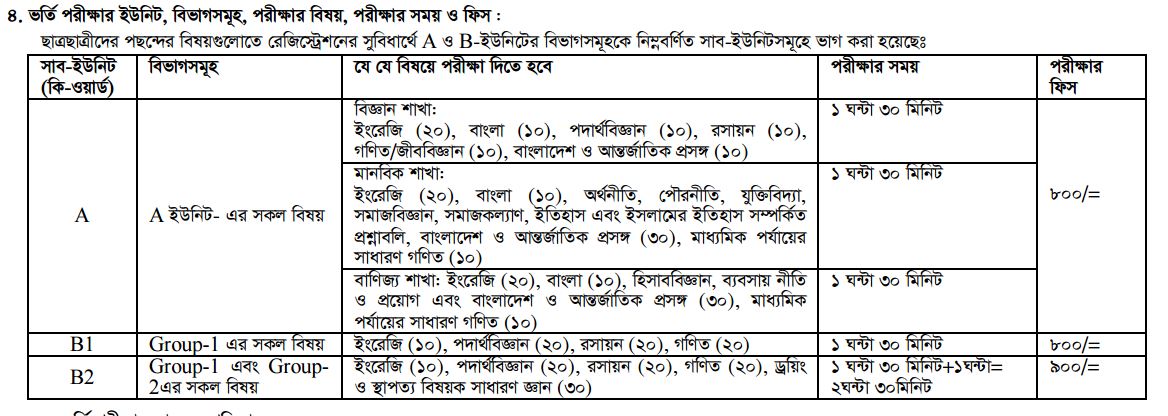 ৪. ভর্তি পরীক্ষার ইউনিট, বিভাগসমূহ, পরীক্ষার বিষয়, পরীক্ষার সময় ও ফিস :
ছাত্রছাত্রীদের পছন্দের বিষয়গুলোতে রেজিস্ট্রেশনের সুবিধার্থে A ও B-ইউনিটের বিভাগসমূহকে নিম্নবর্ণিত সাব-ইউনিটসমূহে ভাগ করা হয়েছেঃ
সাব-ইউনিট
(কি-ওয়ার্ড)
বিভাগসমূহ
যে যে বিষয়ে পরীক্ষা দিতে হবে
পরীক্ষার সময়
পরীক্ষার
ফিস
A
A ইউনিট- এর সকল বিষয়
বিজ্ঞান শাখা:
ইংরেজি (২০), বাংলা (১০), পদার্থবিজ্ঞান (১০), রসায়ন (১০),
গণিত/জীববিজ্ঞান (১০), বাংলাদেশ ও আন্তর্জাতিক প্রসঙ্গ (১০)
১ ঘন্টা ৩০ মিনিট
৮০০/=
মানবিক শাখা:
ইংরেজি (২০), বাংলা (১০), অর্থনীতি, পৌরনীতি, যুক্তিবিদ্যা,
সমাজবিজ্ঞান, সমাজকল্যাণ, ইতিহাস এবং ইসলামের ইতিহাস সম্পর্কিত
প্রশ্নাবলি, বাংলাদেশ ও আন্তর্জাতিক প্রসঙ্গ (৩০), মাধ্যমিক পর্যায়ের
সাধারণ গণিত (১০)
১ ঘন্টা ৩০ মিনিট
বাণিজ্য শাখা: ইংরেজি (২০), বাংলা (১০), হিসাববিজ্ঞান, ব্যবসায় নীতি
ও প্রয়োগ এবং বাংলাদেশ ও আন্তর্জাতিক প্রসঙ্গ (৩০), মাধ্যমিক
পর্যায়ের সাধারণ গণিত (১০)
১ ঘন্টা ৩০ মিনিট
B1
Group-1 এর সকল বিষয়
ইংরেজি (১০), পদার্থবিজ্ঞান (২০), রসায়ন (২০), গণিত (২০)
১ ঘন্টা ৩০ মিনিট
৮০০/=
B2
Group-1 এবং Group-
2এর সকল বিষয়
ইংরেজি (১০), পদার্থবিজ্ঞান (২০), রসায়ন (২০), গণিত (২০), ড্রয়িং
ও স্থাপত্য বিষয়ক সাধারণ জ্ঞান (৩০)
১ ঘন্টা ৩০ মিনিট+১ঘন্টা=
২ঘন্টা ৩০মিনিট
৯০০/=